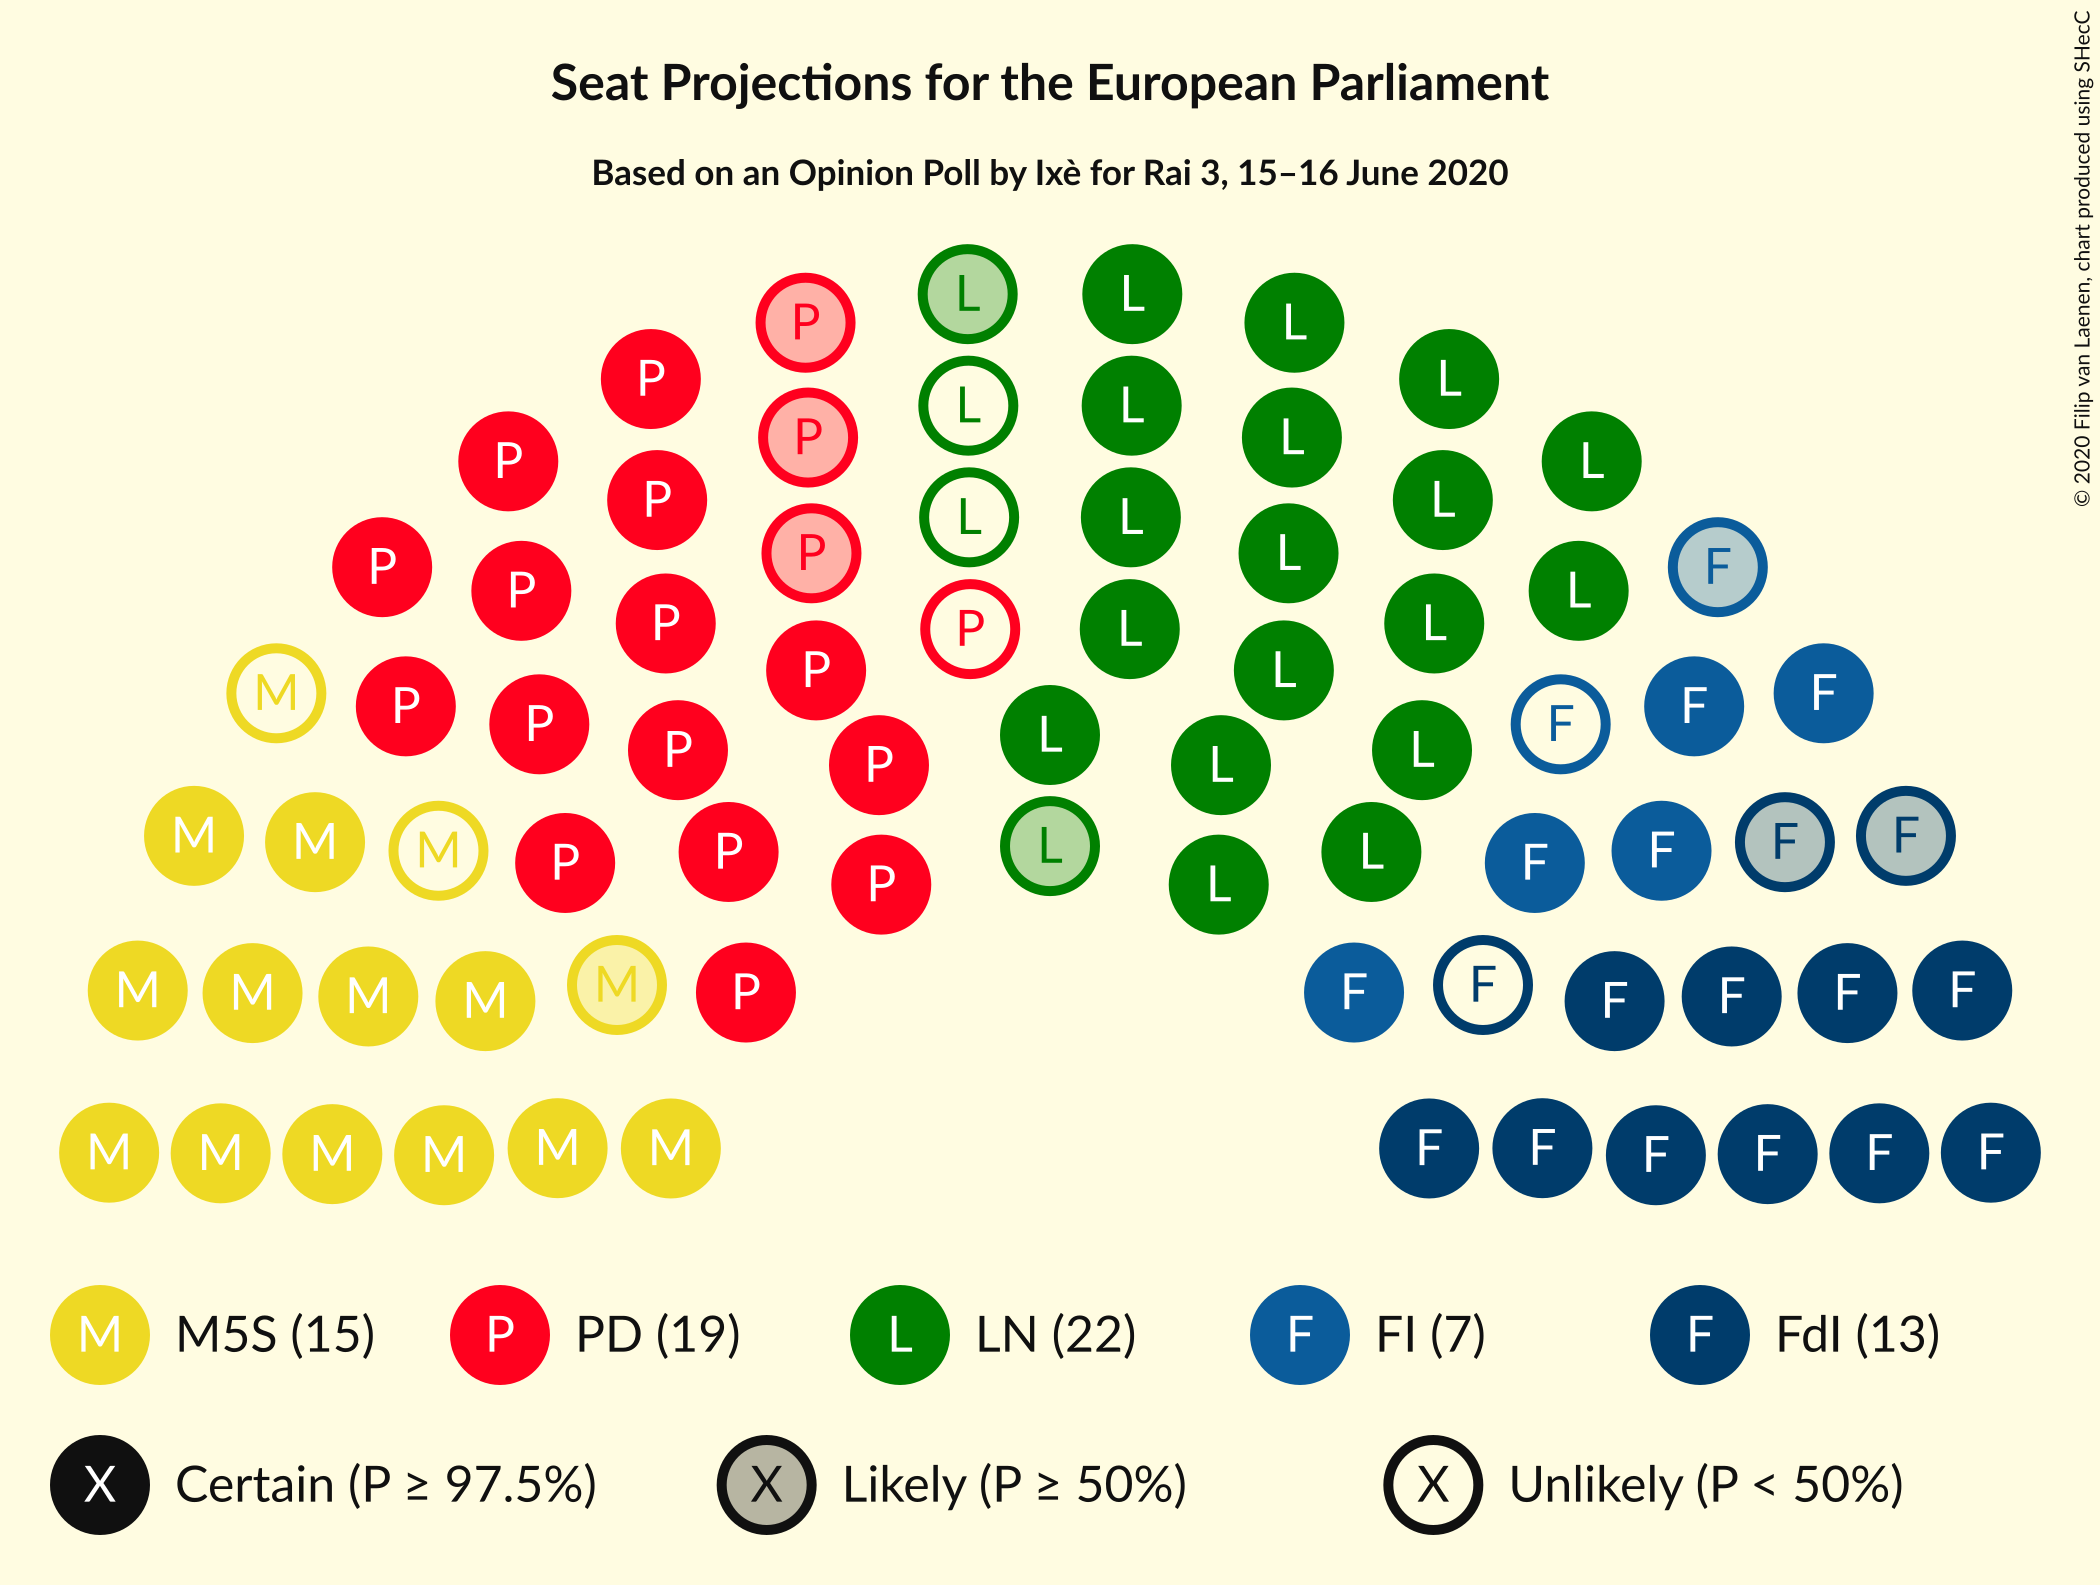 Seat Projections for the European Parliament
Based on an Opinion Poll by Ixè for Rai 3, 15–16 June 2020
© 2020 Filip van Laenen, chart produced using SHecC
L L
P L
P L
L L
P L
P L
P L
P L
P L
L L
P P L L
P F
P L
P L
P P L L
P L
M F
P F
P F
L
P L
P L
M M F F
M P L F
P L
P F
P L
M M F F
M M F F
M F
P F
M M F F
M M M M M M F F F F F F
M M5S (15) P PD (19) L LN (22) F FI (7) F FdI (13)
X Certain (P ≥ 97.5%) X Likely (P ≥ 50%) X Unlikely (P < 50%)